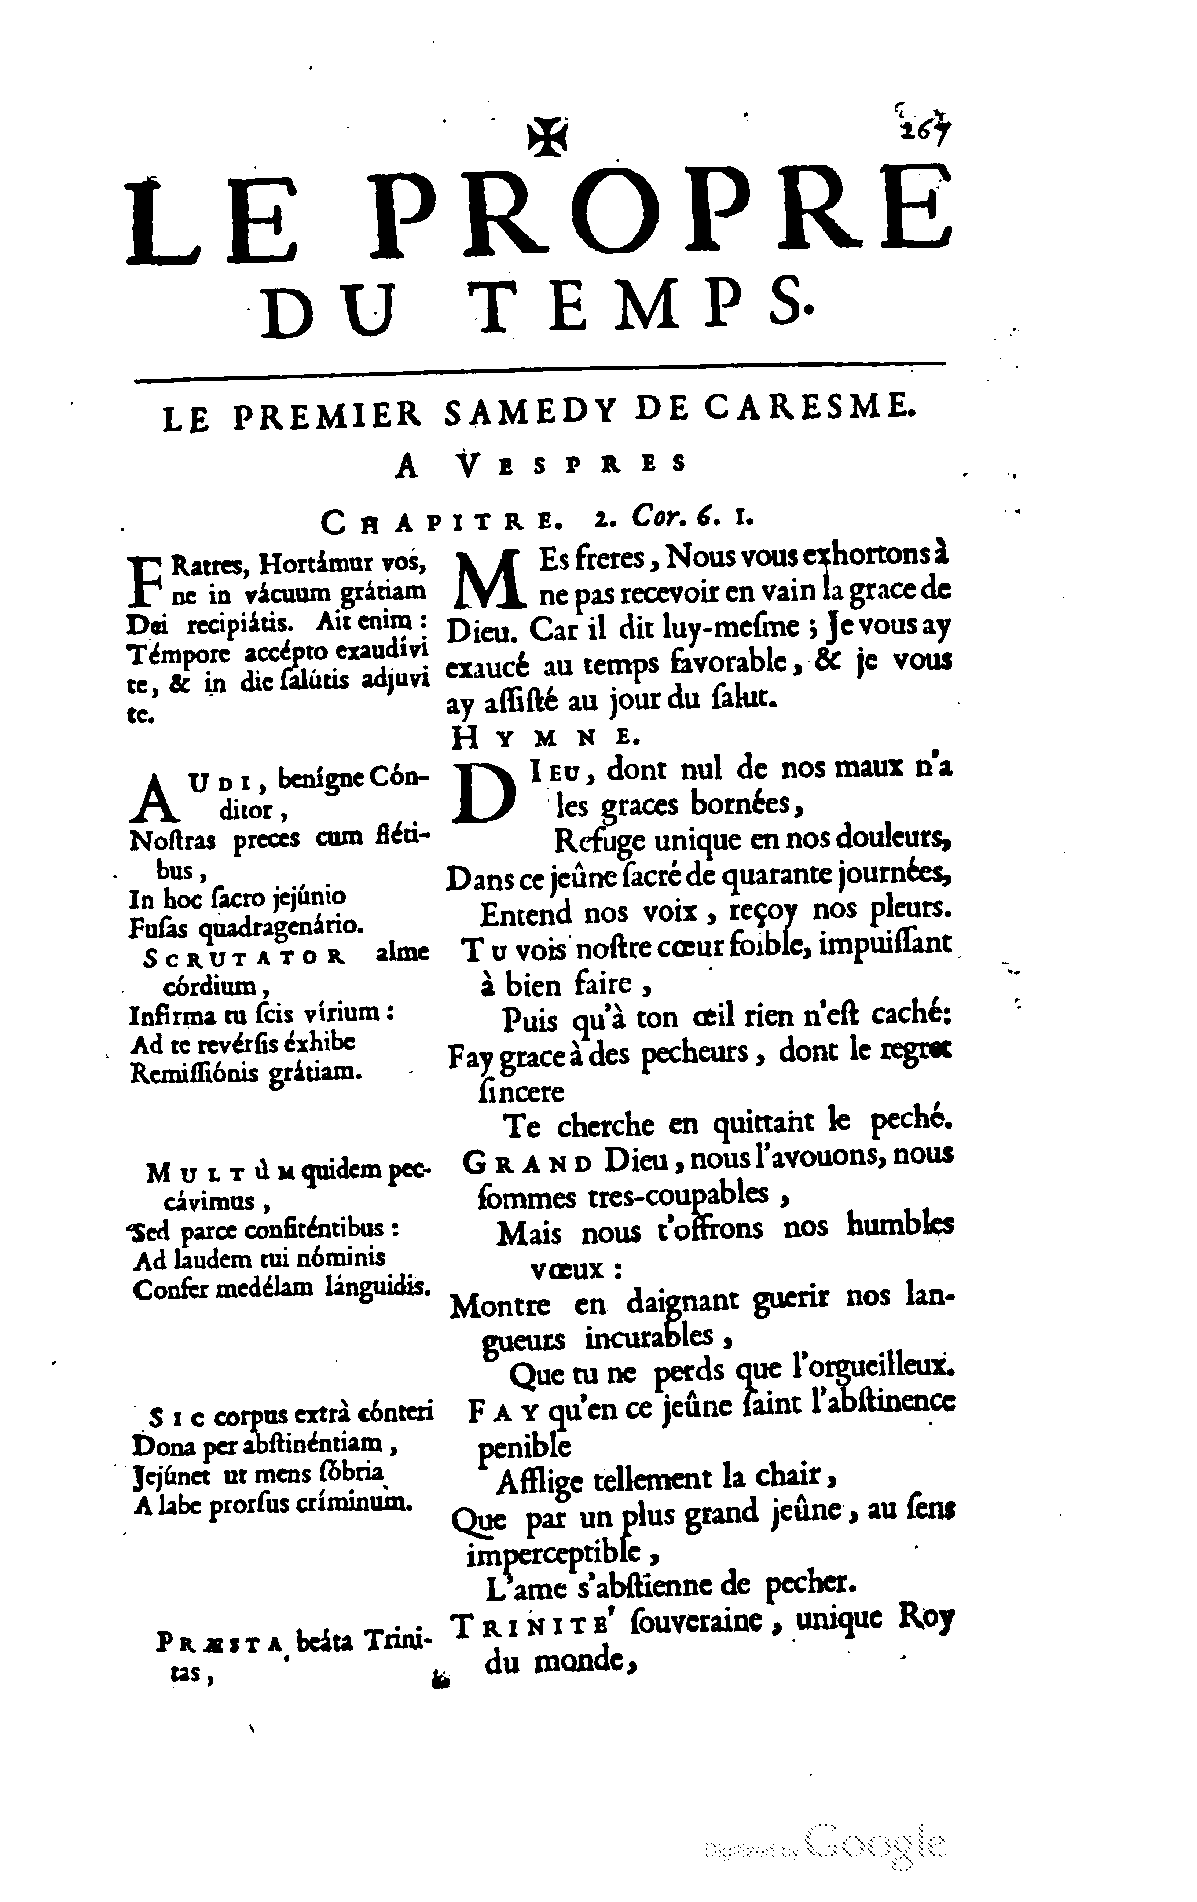 ✠
267
LE PROPRE
DU TEMPS.
LE PREMIER SAMEDY DE CARESME.
A VESPRES
CHAPITRE. 2. Cor. 6. 1.
FRatres, Hortámur vos,
ne in vácuum grátiam
Dei recipiátis. Ait enim :
Témpore accépto exaudívi
te, & in die ſalútis adjuvi
te.
AUDI, benígne Cón-
ditor,
Noſtras preces cum fléti-
bus,
In hoc ſacro jejúnio
Fuſas quadragenário.
SCRUTATOR alme
córdium,
Infirma tu ſcis vírium :
Ad te revérſis éxhibe
Remiſſiónis grátiam.
MULTÙM quidem pec-
cávimus,
Sed parce confiténtibus :
Ad laudem tui nóminis
Confer medélam lánguidis.
SIC corpus extrà cónteri
Dona per abſtinéntiam,
Jejúnet ut mens ſóbria
A labe prorſus críminum.
PRÆSTA, beáta Trini-
tas,
MEs freres, Nous vous exhortons à
ne pas recevoir en vain la grace de
Dieu. Car il dit luy-meſme ; Je vous ay
exaucé au temps favorable, & je vous
ay aſſiſté au jour du ſalut.
HYMNE.
DIEU, dont nul de nos maux n'a
les graces bornées,
Refuge unique en nos douleurs,
Dans ce jeûne ſacré de quarante journées,
Entend nos voix, reçoy nos pleurs.
TU vois noſtre cœur foible, impuiſſant
à bien faire,
Puis qu'à ton œil rien n'eſt caché:
Fay grace à des pecheurs, dont le regret
ſincere
Te cherche en quittant le peché.
GRAND Dieu, nous l'avouons, nous
ſommes tres-coupables,
Mais nous t'offrons nos humbles
vœux :
Montre en daignant guerir nos lan-
gueurs incurables,
Que tu ne perds que l'orgueilleux.
FAY qu'en ce jeûne ſaint l'abſtinence
penible
Afflige tellement la chair,
Que par un plus grand jeûne, au ſens
imperceptible,
L'ame s'abſtienne de pecher.
TRINITE' ſouveraine, unique Roy
du monde,
Digitized by Google